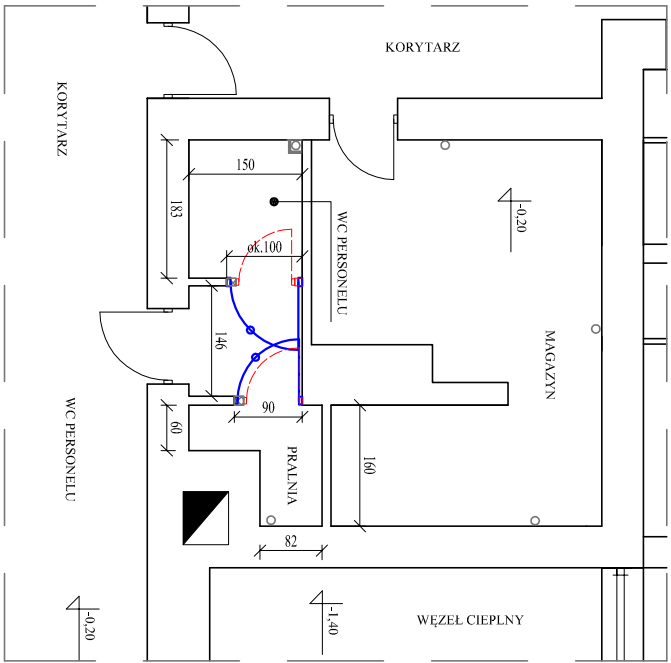 KORYTARZ
KORYTARZ
150
183
ok.100
WC PERSONELU
-0,20
MAGAZYN
146
90
60
WC PERSONELU
PRALNIA
160
82
-0,20
-1,40
WĘZEŁ CIEPLNY